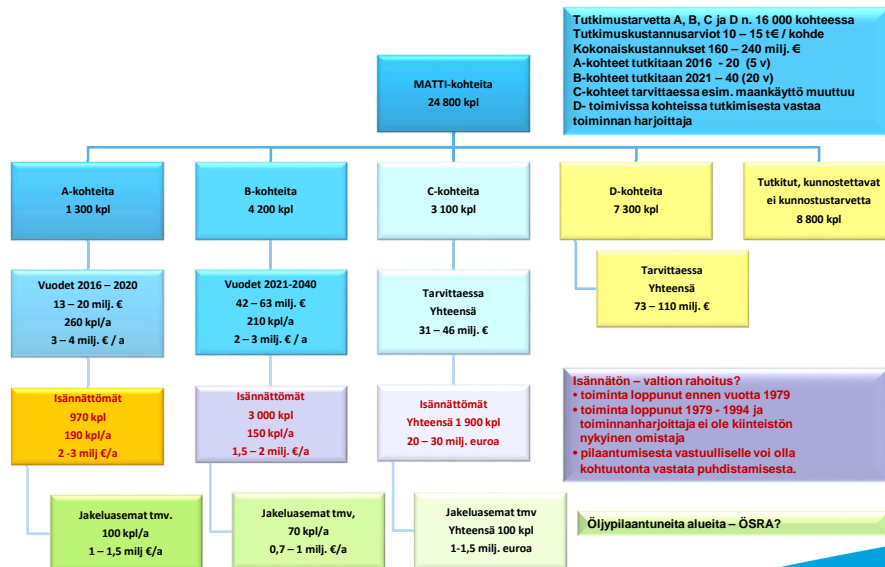 Tutkimustarvetta A, B, C ja D n. 16 000 kohteessa
Tutkimuskustannusarviot 10 – 15 t€ / kohde
Kokonaiskustannukset 160 – 240 milj. €
A-kohteet tutkitaan 2016 - 20 (5 v)
B-kohteet tutkitaan 2021 – 40 (20 v)
C-kohteet tarvittaessa esim. maankäyttö muuttuu
D- toimivissa kohteissa tutkimisesta vastaa
toiminnan harjoittaja
MATTI-kohteita
24 800 kpl
A-kohteita
1 300 kpl
B-kohteita
4 200 kpl
C-kohteita
3 100 kpl
D-kohteita
7 300 kpl
Tutkitut, kunnostettavat
ei kunnostustarvetta
8 800 kpl
Vuodet 2016 – 2020
13 – 20 milj. €
260 kpl/a
3 – 4 milj. € / a
Vuodet 2021-2040
42 – 63 milj. €
210 kpl/a
2 – 3 milj. € / a
Tarvittaessa
Yhteensä
31 – 46 milj. €
Tarvittaessa
Yhteensä
73 – 110 milj. €
Isännättömät
970 kpl
190 kpl/a
2 -3 milj €/a
Isännättömät
3 000 kpl
150 kpl/a
1,5 – 2 milj. €/a
Isännättömät
Yhteensä 1 900 kpl
20 – 30 milj. euroa
Isännätön – valtion rahoitus?
• toiminta loppunut ennen vuotta 1979
• toiminta loppunut 1979 - 1994 ja
toiminnanharjoittaja ei ole kiinteistön
nykyinen omistaja
• pilaantumisesta vastuulliselle voi olla
kohtuutonta vastata puhdistamisesta.
Jakeluasemat tmv.
100 kpl/a
1 – 1,5 milj €/a
Jakeluasemat tmv,
70 kpl/a
0,7 – 1 milj. €/a
Jakeluasemat tmv
Yhteensä 100 kpl
1-1,5 milj. euroa
Öljypilaantuneita alueita – ÖSRA?